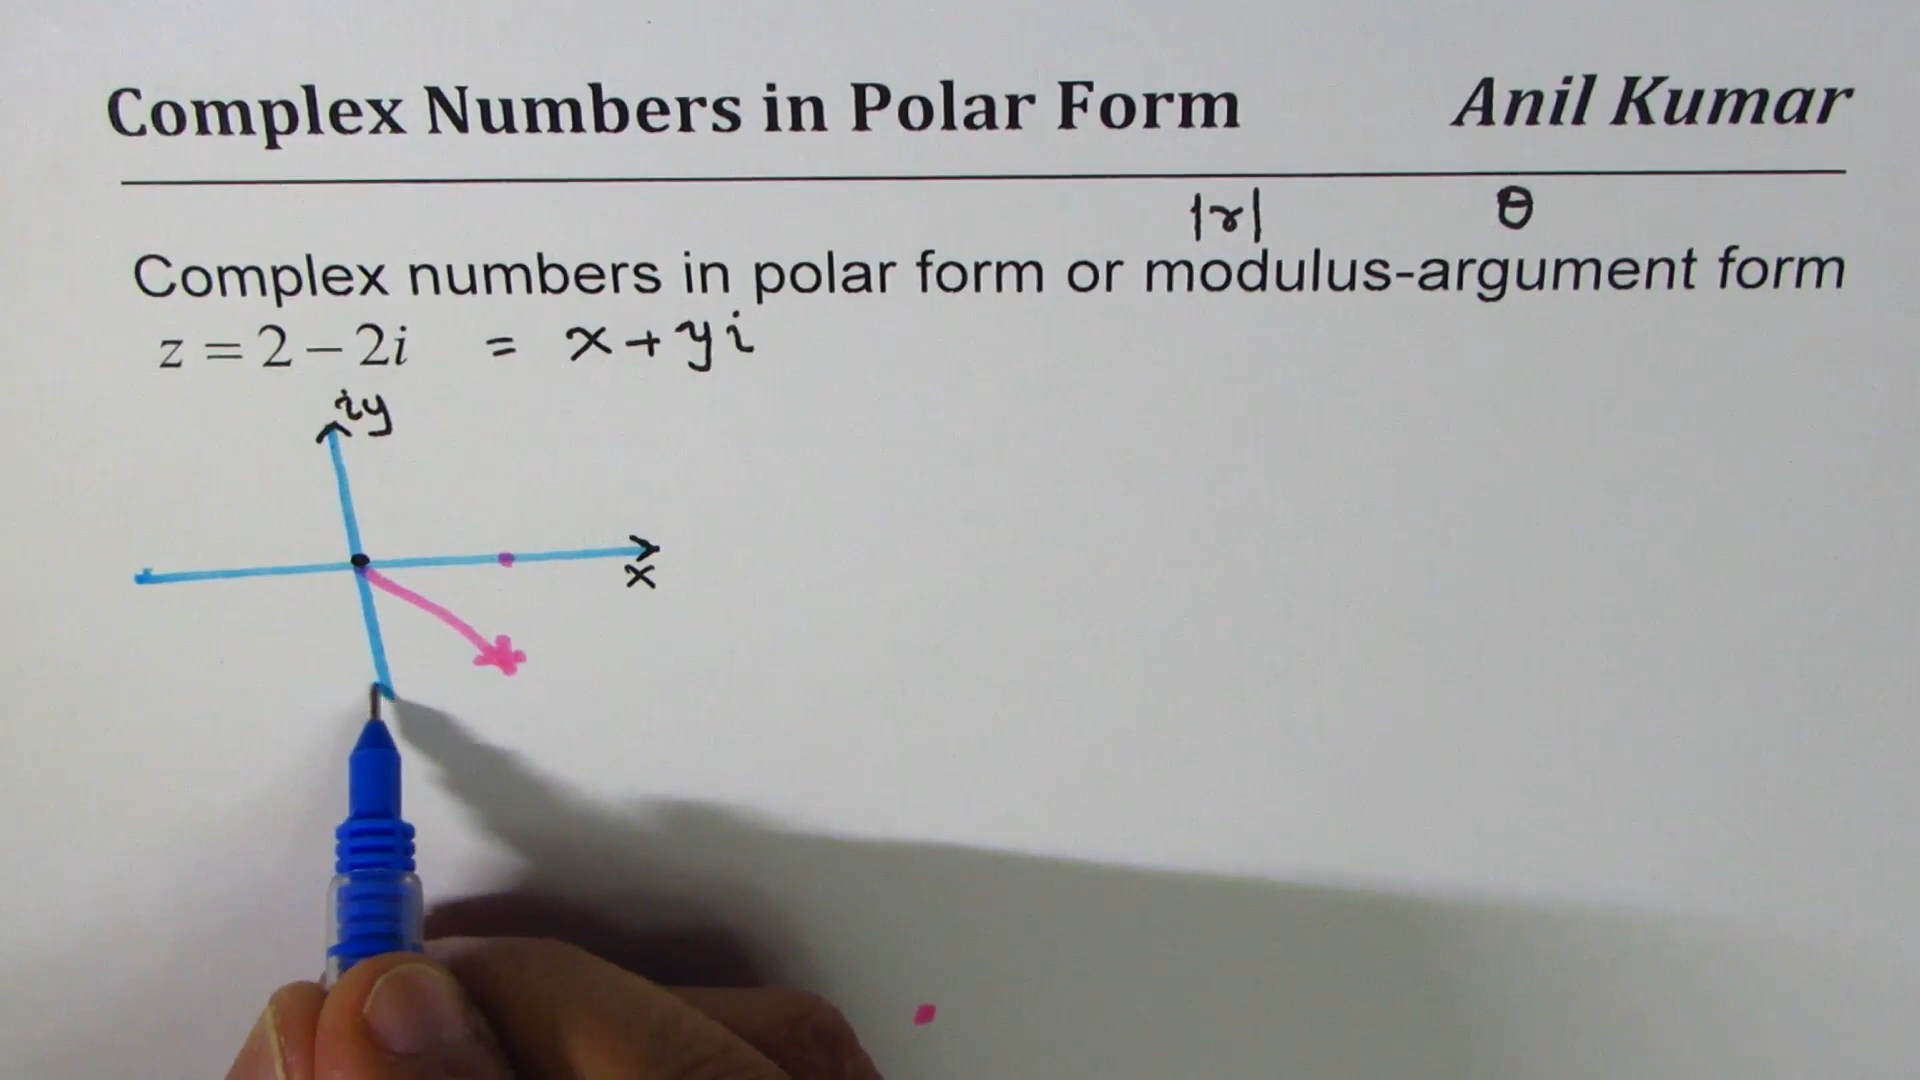 Complex Numbers in Polar Form Anil Kumar
|r| θ
Complex numbers in polar form or modulus-argument form
z = 2 – 2i = x + yi
iy
x